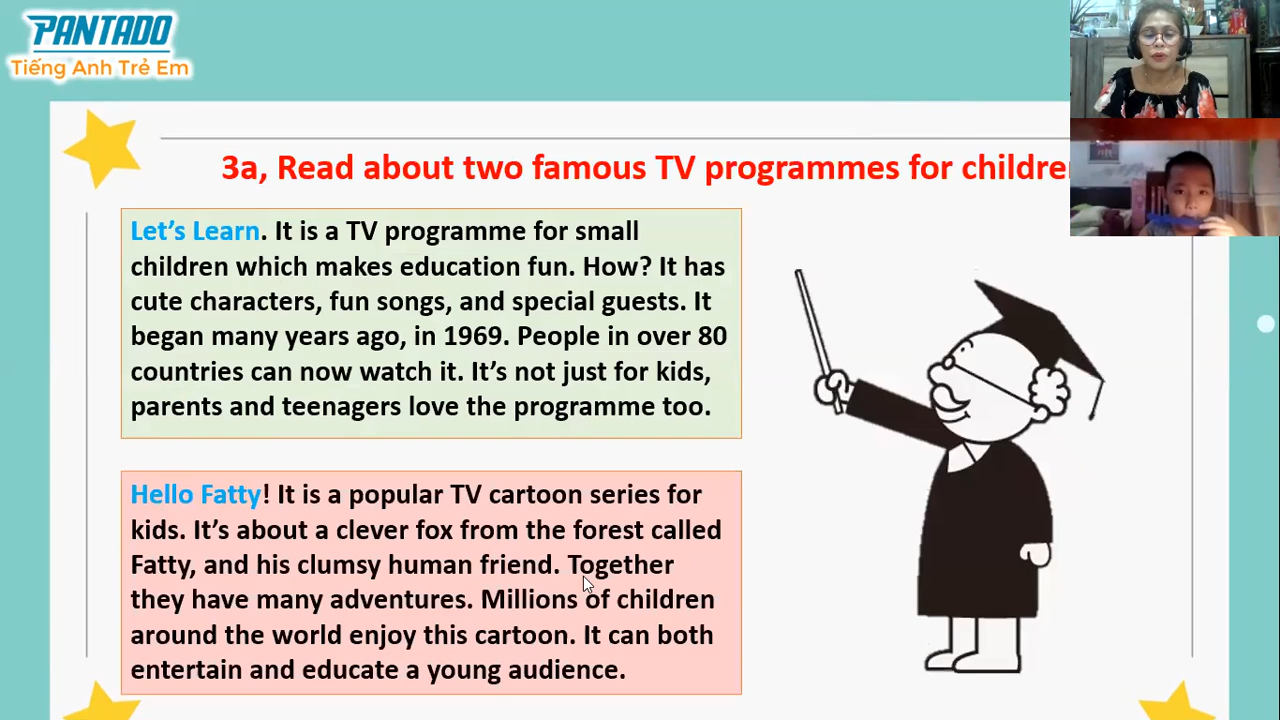 PANTADO
Tiếng Anh Trẻ Em
3a, Read about two famous TV programmes for childre
Let's Learn. It is a TV programme for small
children which makes education fun. How? It has
cute characters, fun songs, and special guests. It
began many years ago, in 1969. People in over 80
countries can now watch it. It's not just for kids,
parents and teenagers love the programme too.
Hello Fatty! It is a popular TV cartoon series for
kids. It's about a clever fox from the forest called
Fatty, and his clumsy human friend. Together
they have many adventures. Millions of children
around the world enjoy this cartoon. It can both
entertain and educate a young audience.